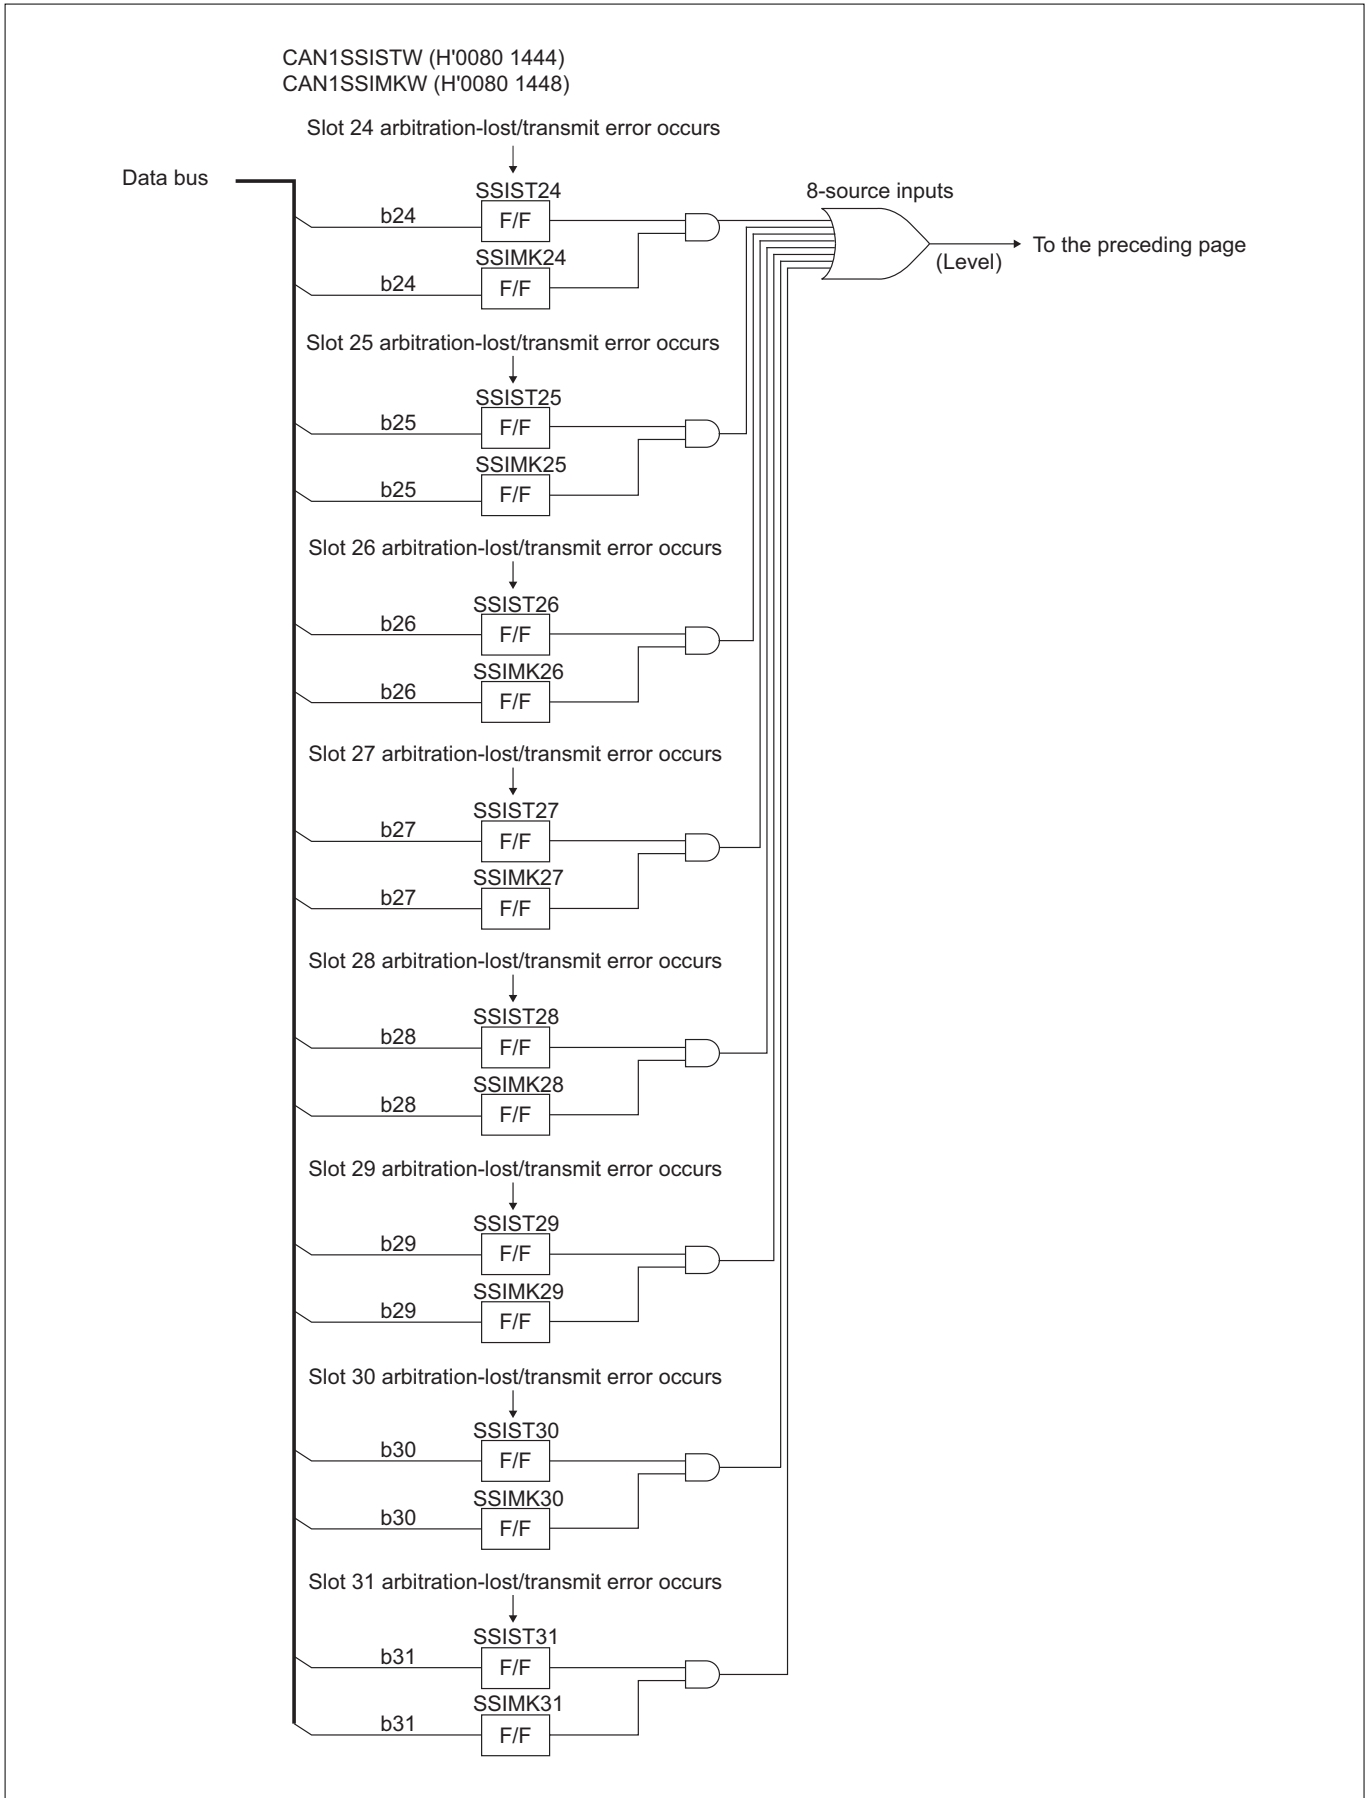 CAN1SSISTW (H'0080 1444)
CAN1SSIMKW (H'0080 1448)
Slot 24 arbitration-lost/transmit error occurs
Data bus
SSIST24
8-source inputs
b24
F/F
To the preceding page
(Level)
SSIMK24
b24
F/F
Slot 25 arbitration-lost/transmit error occurs
SSIST25
b25
F/F
SSIMK25
b25
F/F
Slot 26 arbitration-lost/transmit error occurs
SSIST26
b26
F/F
SSIMK26
b26
F/F
Slot 27 arbitration-lost/transmit error occurs
SSIST27
b27
F/F
SSIMK27
b27
F/F
Slot 28 arbitration-lost/transmit error occurs
SSIST28
b28
F/F
SSIMK28
b28
F/F
Slot 29 arbitration-lost/transmit error occurs
SSIST29
b29
F/F
SSIMK29
b29
F/F
Slot 30 arbitration-lost/transmit error occurs
SSIST30
b30
F/F
SSIMK30
b30
F/F
Slot 31 arbitration-lost/transmit error occurs
SSIST31
b31
F/F
SSIMK31
b31
F/F